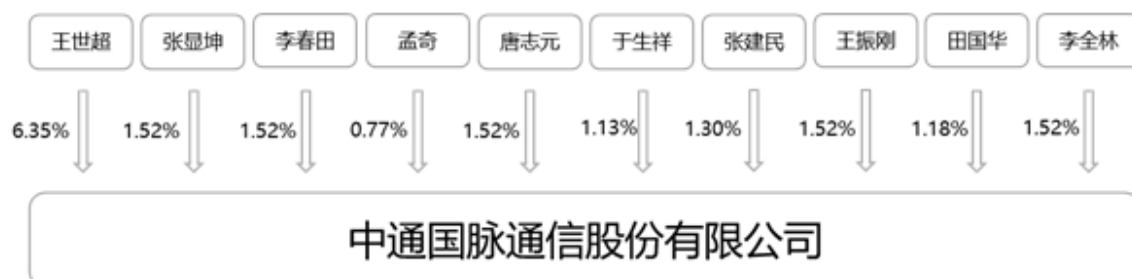 王世超 张显坤 李春田 孟奇 唐志元 于生祥 张建民 王振刚 田国华 李全林
6.35% 1.52% 1.52% 0.77% 1.52% 1.13% 1.30% 1.52% 1.18% 1.52%
中通国脉通信股份有限公司